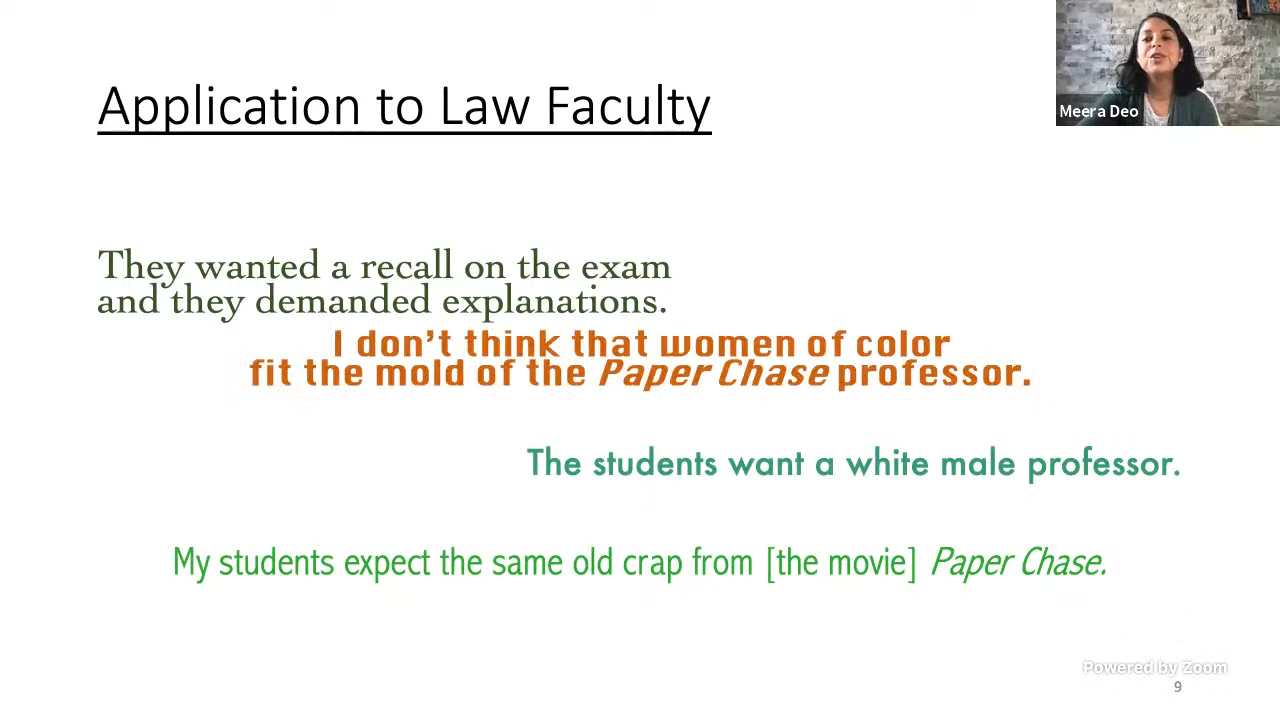 Application to Law Faculty
Meera Deo
They wanted a recall on the exam
and they demanded explanations.
I don't think that women of color
fit the mold of the Paper Chase professor.
The students want a white male professor.
My students expect the same old crap from [the movie] Paper Chase.
Powered by Zoom
9